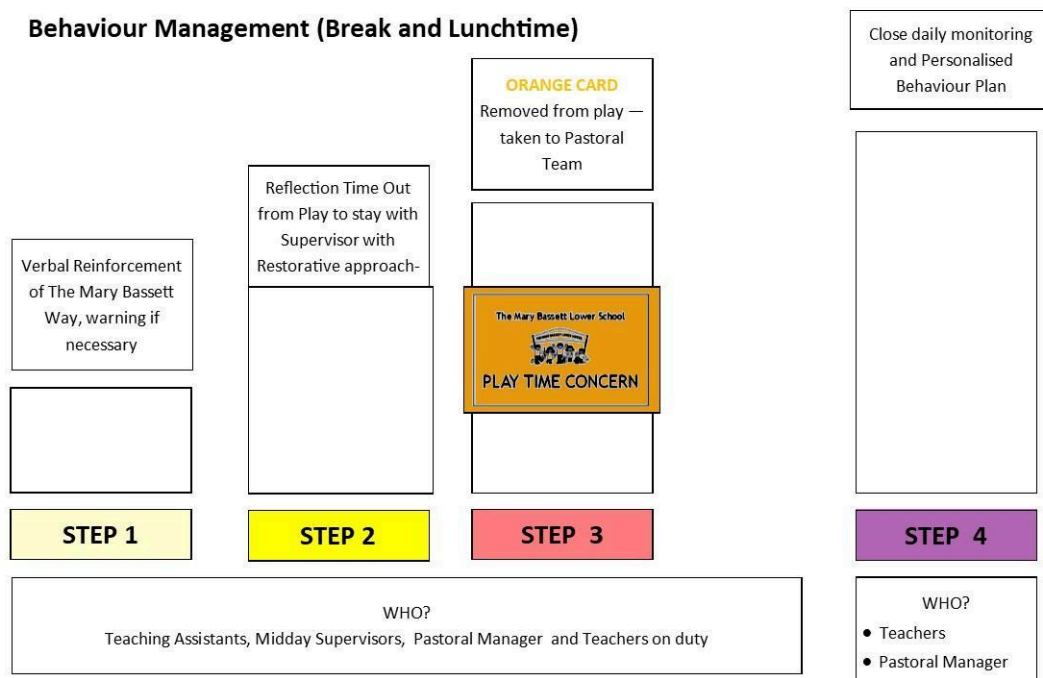 Behaviour Management (Break and Lunchtime)
Verbal Reinforcement
of The Mary Bassett
Way, warning if
necessary
STEP 1
Reflection Time Out
from Play to stay with
Supervisor with
Restorative approach-
STEP 2
ORANGE CARD
Removed from play —
taken to Pastoral
Team
The Mary Bassett Lower School
PLAY TIME CONCERN
STEP 3
Close daily monitoring
and Personalised
Behaviour Plan
STEP 4
WHO?
Teaching Assistants, Midday Supervisors, Pastoral Manager and Teachers on duty
WHO?
• Teachers
• Pastoral Manager